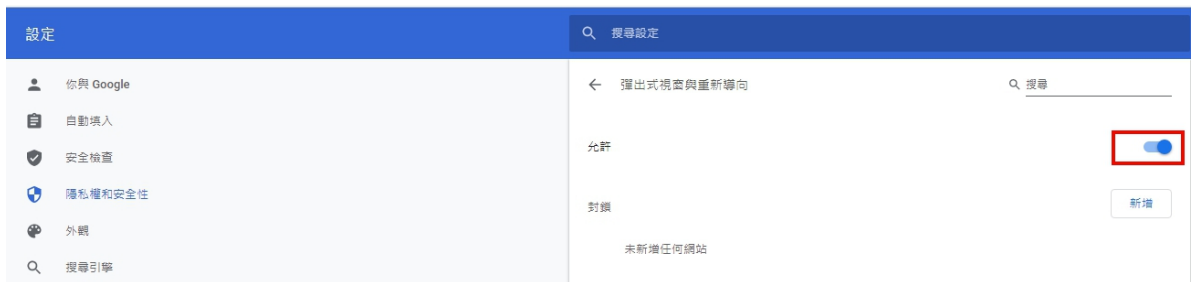 設定
搜尋設定
你與 Google
自動填入
安全檢查
隱私權和安全性
外觀
搜尋引擎
彈出式視窗與重新導向
搜尋
允許
封鎖
新增
未新增任何網站